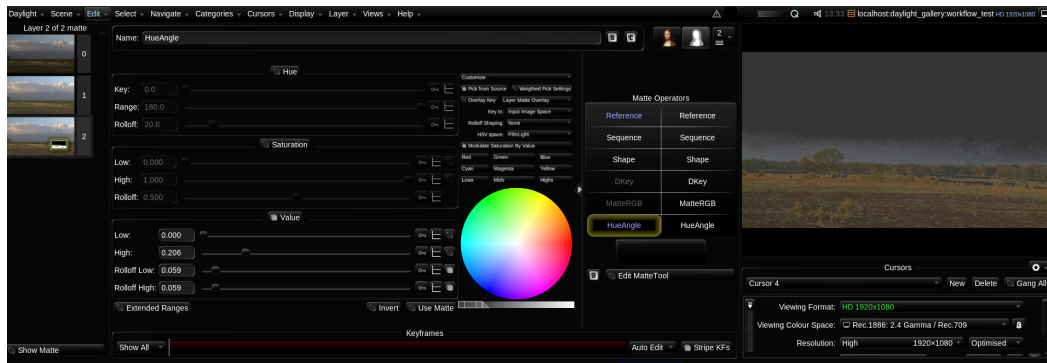 Daylight Scene Edit Select Navigate Categories Cursors Display Layer Views Help
13:33 localhost:daylight_gallery:workflow_test HD 1920x1080
Layer 2 of 2 matte
0
1
2
Show Matte
Name: HueAngle
2
Hue
Key: 0.0
Range: 180.0
Rolloff: 20.0
Saturation
Low: 0.000
High: 1.000
Rolloff: 0.500
Value
Low: 0.000
High: 0.206
Rolloff Low: 0.059
Rolloff High: 0.059
Extended Ranges Invert Use Matte
Customise
Pick from Source Weighted Pick Settings
Overlay Key Layer Matte Overlay
Key In: Input Image Space
Rolloff Shaping: None
HSV space: FilmLight
Modulate Saturation By Value
Red Green Blue
Cyan Magenta Yellow
Lows Mids Highs
Matte Operators
Reference Reference
Sequence Sequence
Shape Shape
DKey DKey
MatteRGB MatteRGB
HueAngle HueAngle
Edit MatteTool
Keyframes
Show All Auto Edit Stripe KFs
Cursors
Cursor 4 New Delete Gang All
Viewing Format: HD 1920x1080
Viewing Colour Space: Rec.1886: 2.4 Gamma / Rec.709
Resolution: High 1920×1080 Optimised